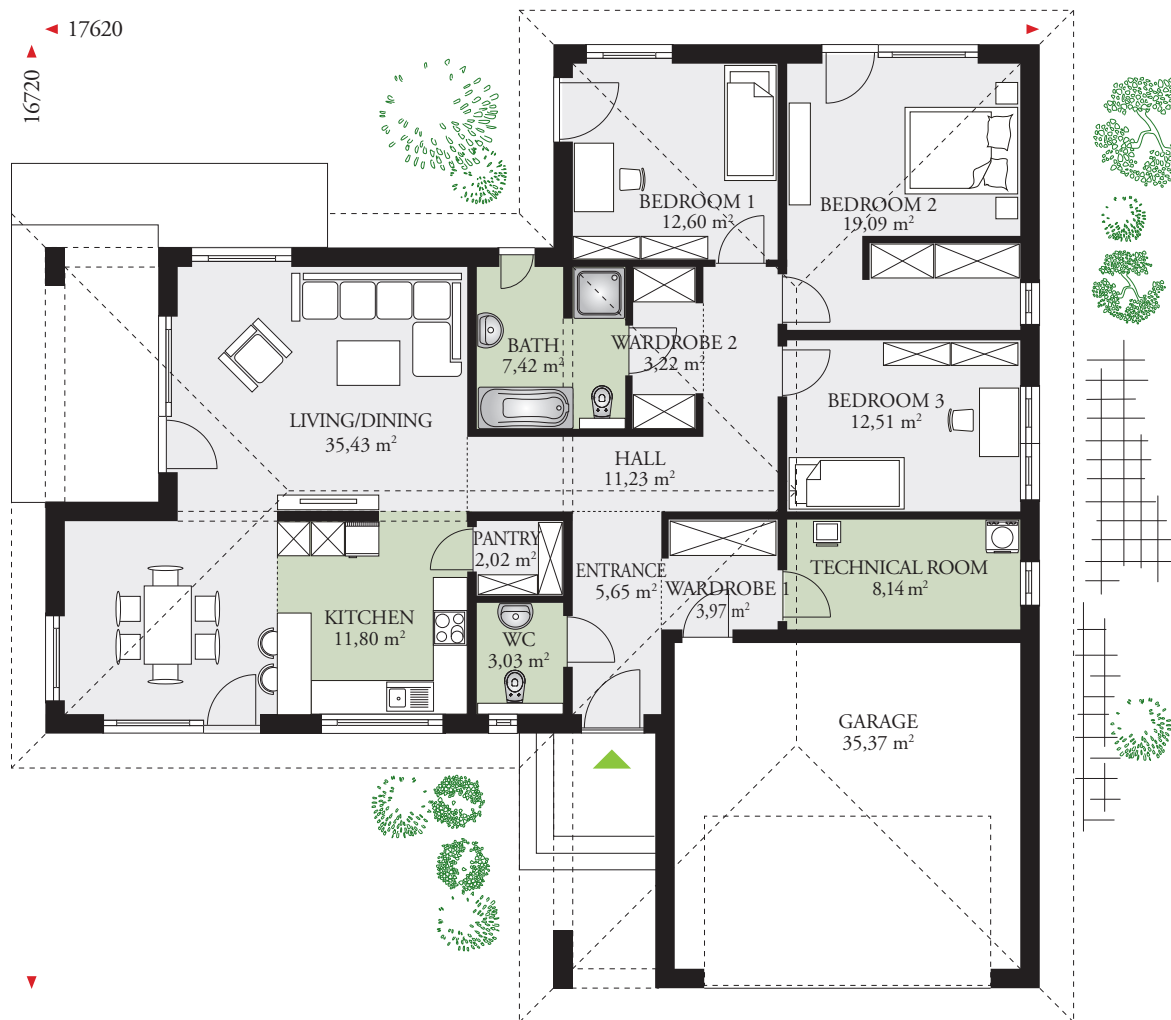 17620
16720
BEDROOM 1
12,60 m²
BEDROOM 2
19,09 m²
BATH
7,42 m²
WARDROBE 2
3,22 m²
LIVING/DINING
35,43 m²
BEDROOM 3
12,51 m²
HALL
11,23 m²
PANTRY
2,02 m²
ENTRANCE
5,65 m²
WARDROBE 1
3,97 m²
TECHNICAL ROOM
8,14 m²
KITCHEN
11,80 m²
WC
3,03 m²
GARAGE
35,37 m²